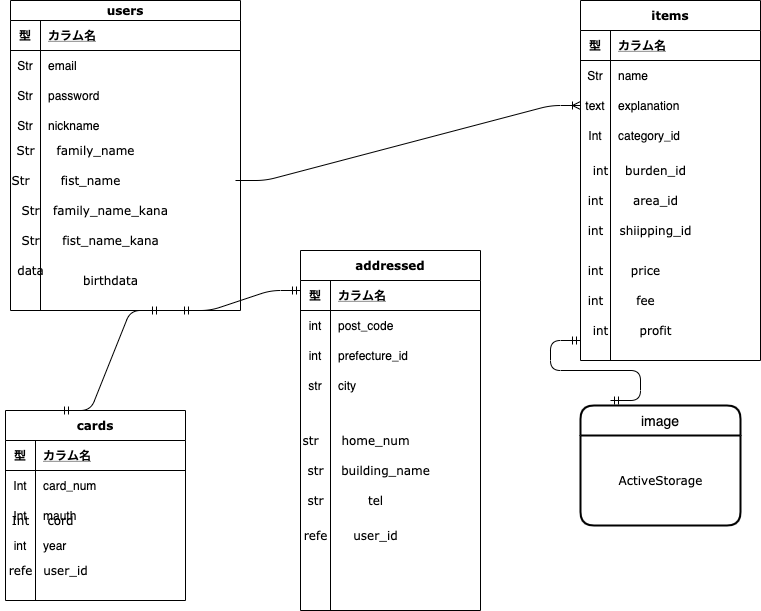 users
型 カラム名
Str email
Str password
Str nickname
Str family_name
Str fist_name
Str family_name_kana
Str fist_name_kana
data birthdata
items
型 カラム名
Str name
text explanation
Int category_id
int burden_id
int area_id
int shiipping_id
int price
int fee
int profit
addressed
型 カラム名
int post_code
int prefecture_id
str city
str home_num
str building_name
str tel
refe user_id
cards
型 カラム名
Int card_num
Int mauth
Int cord
int year
refe user_id
image
ActiveStorage